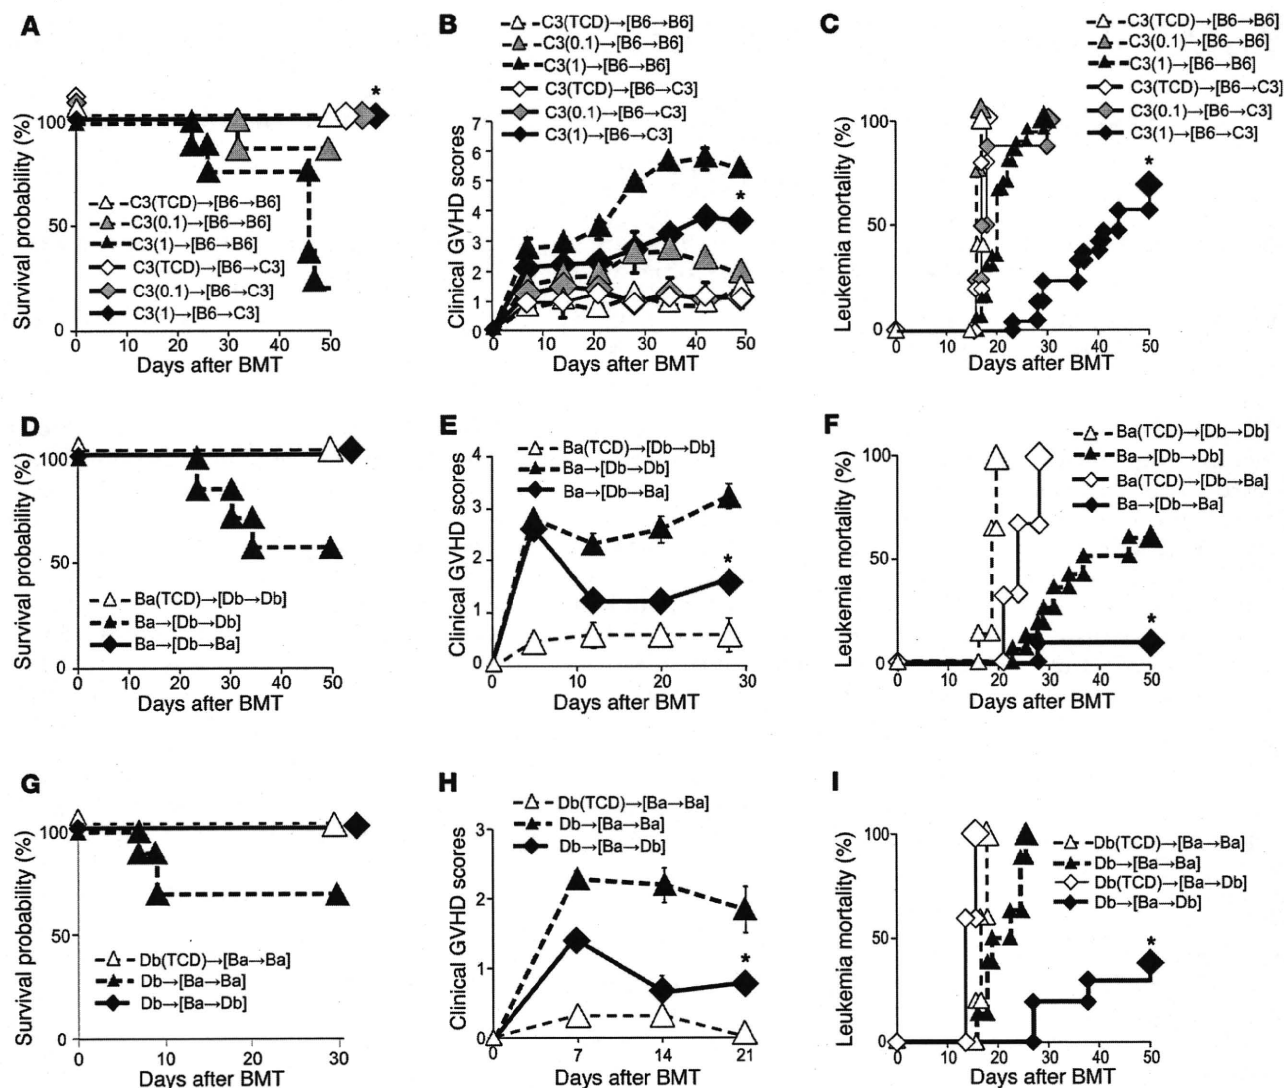 A
Survival probability (%)
100
50
0
*
C3(TCD)→[B6→B6]
C3(0.1)→[B6→B6]
C3(1)→[B6→B6]
C3(TCD)→[B6→C3]
C3(0.1)→[B6→C3]
C3(1)→[B6→C3]
0 10 20 30 40 50
Days after BMT
B
C3(TCD)→[B6→B6]
C3(0.1)→[B6→B6]
C3(1)→[B6→B6]
C3(TCD)→[B6→C3]
C3(0.1)→[B6→C3]
C3(1)→[B6→C3]
Clinical GVHD scores
7
6
5
4
3
2
1
0
*
0 10 20 30 40 50
Days after BMT
C
C3(TCD)→[B6→B6]
C3(0.1)→[B6→B6]
C3(1)→[B6→B6]
C3(TCD)→[B6→C3]
C3(0.1)→[B6→C3]
C3(1)→[B6→C3]
Leukemia mortality (%)
100
50
0
*
0 10 20 30 40 50
Days after BMT
D
Survival probability (%)
100
50
0
Ba(TCD)→[Db→Db]
Ba→[Db→Db]
Ba→[Db→Ba]
0 10 20 30 40 50
Days after BMT
E
Ba(TCD)→[Db→Db]
Ba→[Db→Db]
Ba→[Db→Ba]
Clinical GVHD scores
4
3
2
1
0
*
0 10 20 30
Days after BMT
F
Ba(TCD)→[Db→Db]
Ba→[Db→Db]
Ba(TCD)→[Db→Ba]
Ba→[Db→Ba]
Leukemia mortality (%)
100
50
0
*
0 10 20 30 40 50
Days after BMT
G
Survival probability (%)
100
50
0
Db(TCD)→[Ba→Ba]
Db→[Ba→Ba]
Db→[Ba→Db]
0 10 20 30
Days after BMT
H
Db(TCD)→[Ba→Ba]
Db→[Ba→Ba]
Db→[Ba→Db]
Clinical GVHD scores
3
2
1
0
*
0 7 14 21
Days after BMT
I
Db(TCD)→[Ba→Ba]
Db→[Ba→Ba]
Db(TCD)→[Ba→Db]
Db→[Ba→Db]
Leukemia mortality (%)
100
50
0
*
0 10 20 30 40 50
Days after BMT